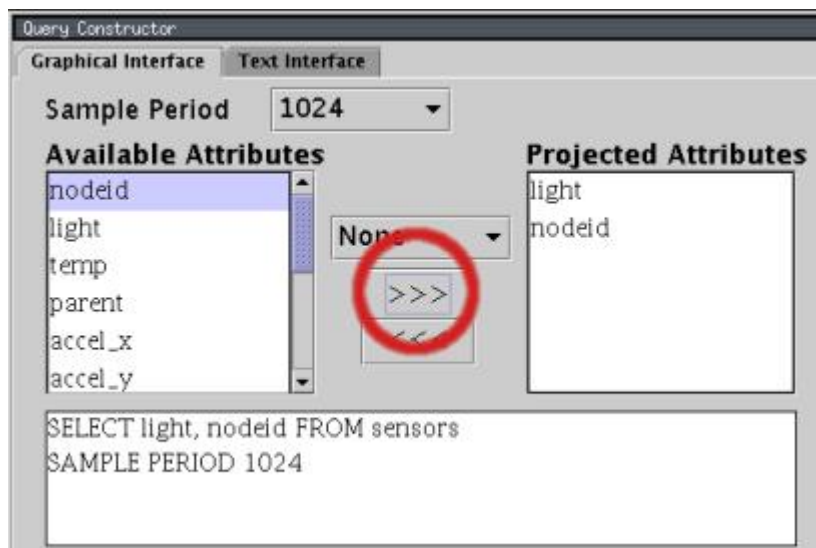 Query Constructor
Graphical Interface Text Interface
Sample Period 1024
Available Attributes
nodeid
light
temp
parent
accel_x
accel_y
None
>>>
<<<
Projected Attributes
light
nodeid
SELECT light, nodeid FROM sensors
SAMPLE PERIOD 1024